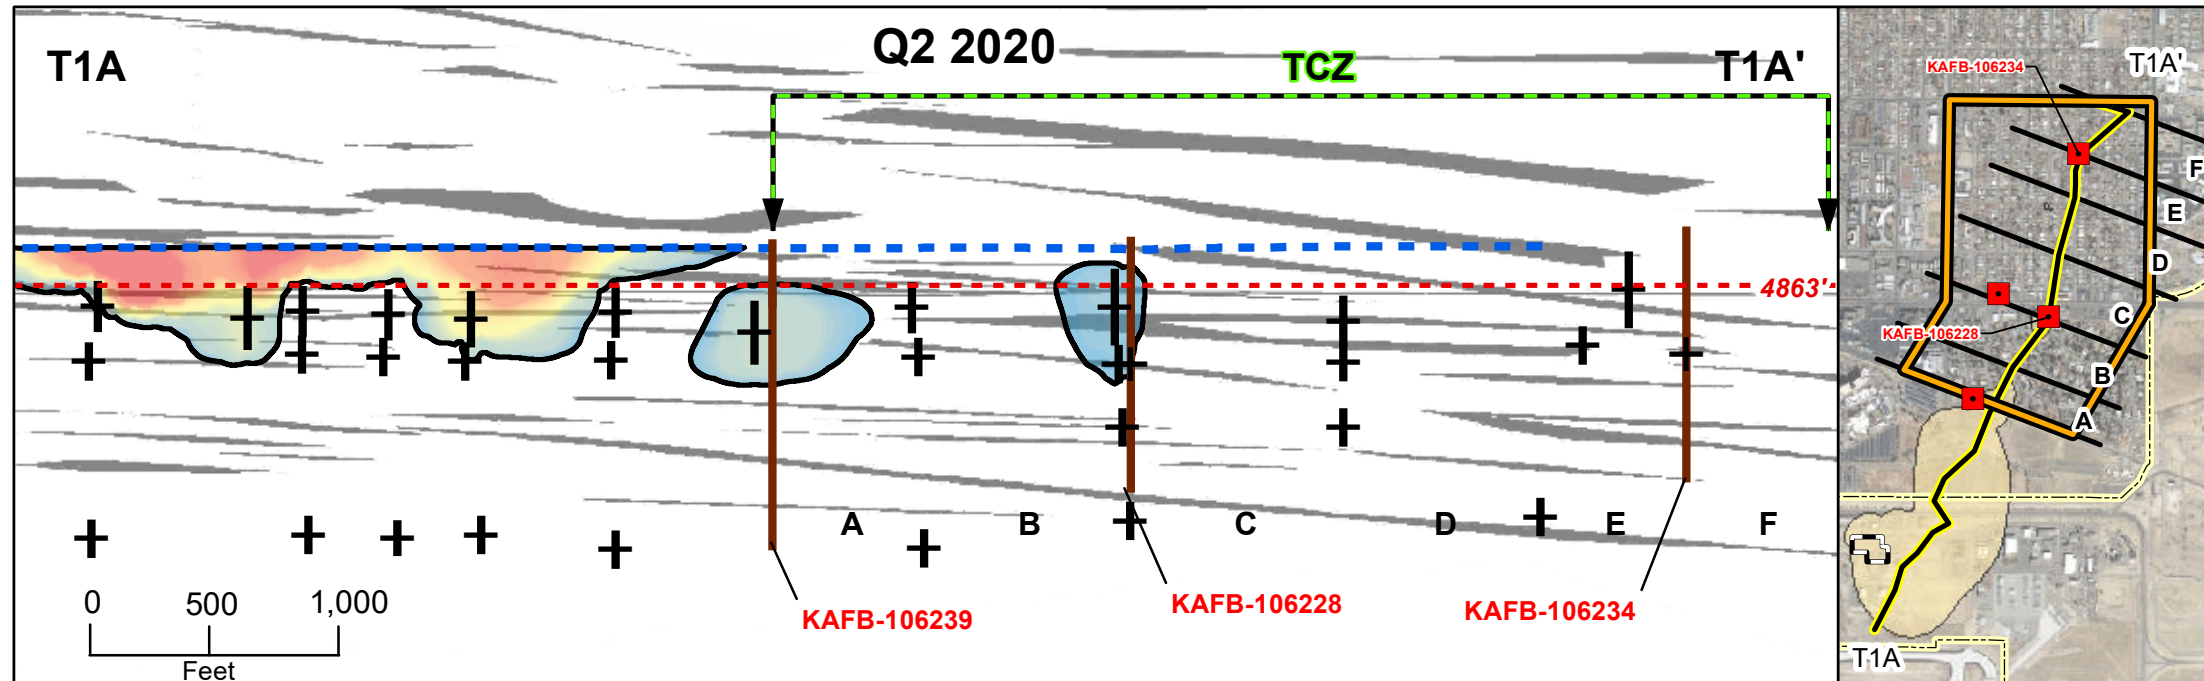 T1A
Q2 2020
TCZ
T1A'
4863'
A
B
C
D
E
F
0
500
1,000
Feet
KAFB-106239
KAFB-106228
KAFB-106234
KAFB-106234
T1A'
F
E
D
C
KAFB-106228
B
A
T1A